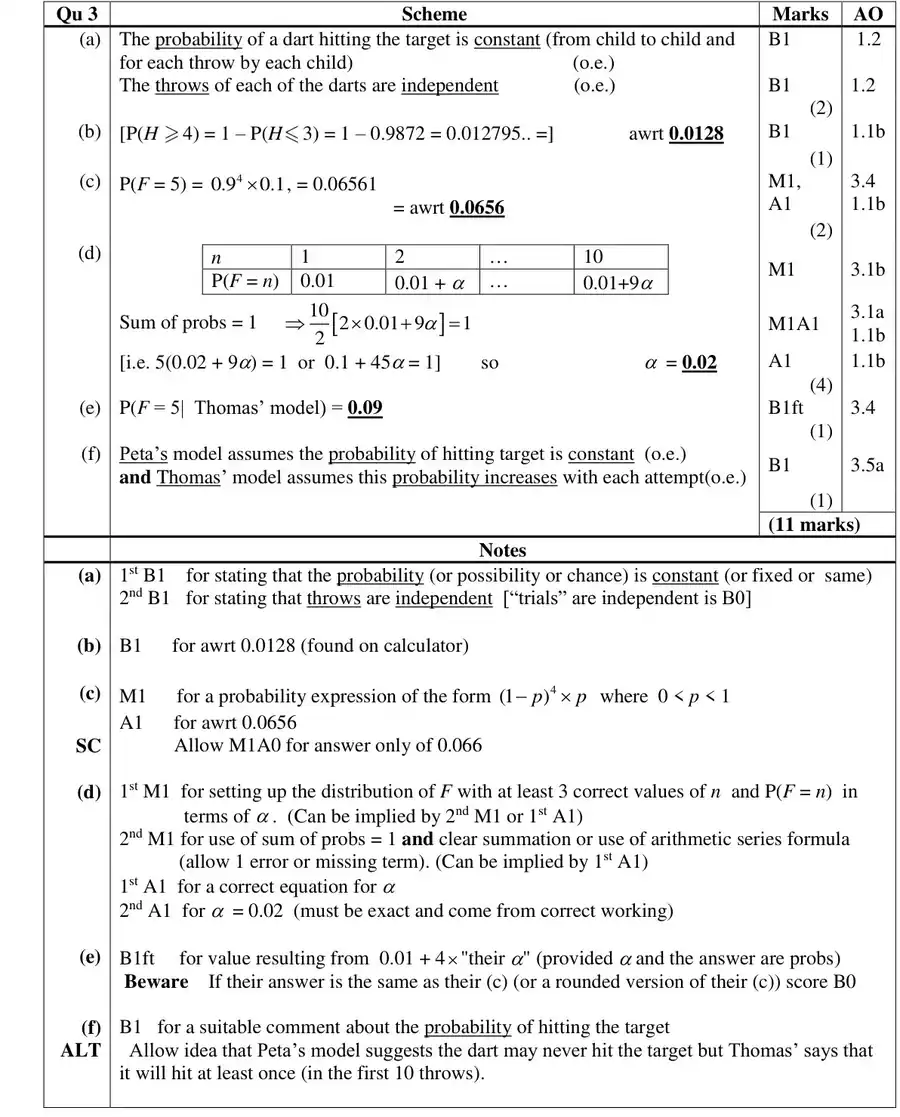 Qu 3 Scheme Marks AO
(a) The probability of a dart hitting the target is constant (from child to child and B1 1.2
for each throw by each child) (o.e.)
The throws of each of the darts are independent (o.e.) B1 1.2
(2)
(b) [P(H ⩾ 4) = 1 – P(H ⩽ 3) = 1 – 0.9872 = 0.012795.. =] awrt 0.0128 B1 1.1b
(1)
(c) P(F = 5) = 0.9⁴ × 0.1, = 0.06561 M1, 3.4
= awrt 0.0656 A1 1.1b
(2)
(d) n 1 2 … 10
P(F = n) 0.01 0.01 + α … 0.01+9α M1 3.1b
Sum of probs = 1 ⇒ 10/2 [2×0.01+9α] = 1 M1A1 3.1a 1.1b
[i.e. 5(0.02 + 9α) = 1 or 0.1 + 45α = 1] so α = 0.02 A1 1.1b
(4)
(e) P(F = 5| Thomas’ model) = 0.09 B1ft 3.4
(1)
(f) Peta’s model assumes the probability of hitting target is constant (o.e.)
and Thomas’ model assumes this probability increases with each attempt(o.e.) B1 3.5a
(1)
(11 marks)
Notes
(a) 1st B1 for stating that the probability (or possibility or chance) is constant (or fixed or same)
2nd B1 for stating that throws are independent [“trials” are independent is B0]
(b) B1 for awrt 0.0128 (found on calculator)
(c) M1 for a probability expression of the form (1 – p)⁴ × p where 0 < p < 1
A1 for awrt 0.0656
SC Allow M1A0 for answer only of 0.066
(d) 1st M1 for setting up the distribution of F with at least 3 correct values of n and P(F = n) in
terms of α. (Can be implied by 2nd M1 or 1st A1)
2nd M1 for use of sum of probs = 1 and clear summation or use of arithmetic series formula
(allow 1 error or missing term). (Can be implied by 1st A1)
1st A1 for a correct equation for α
2nd A1 for α = 0.02 (must be exact and come from correct working)
(e) B1ft for value resulting from 0.01 + 4 × "their α" (provided α and the answer are probs)
Beware If their answer is the same as their (c) (or a rounded version of their (c)) score B0
(f) B1 for a suitable comment about the probability of hitting the target
ALT Allow idea that Peta’s model suggests the dart may never hit the target but Thomas’ says that
it will hit at least once (in the first 10 throws).